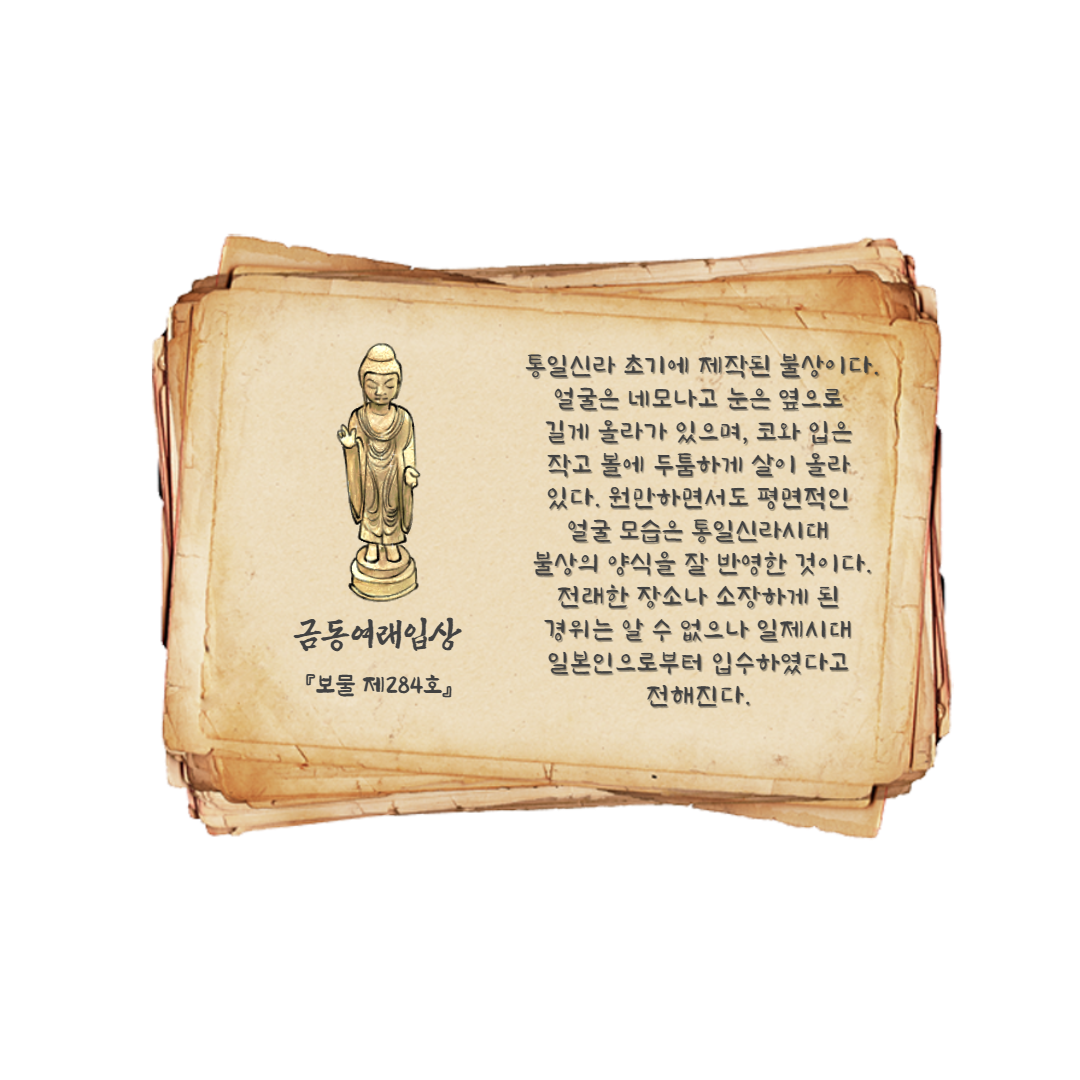 금동여래입상
『보물 제284호』
통일신라 초기에 제작된 불상이다.
얼굴은 네모나고 눈은 옆으로
길게 올라가 있으며, 코와 입은
작고 볼에 두툼하게 살이 올라
있다. 원만하면서도 평면적인
얼굴 모습은 통일신라시대
불상의 양식을 잘 반영한 것이다.
전래한 장소나 소장하게 된
경위는 알 수 없으나 일제시대
일본인으로부터 입수하였다고
전해진다.